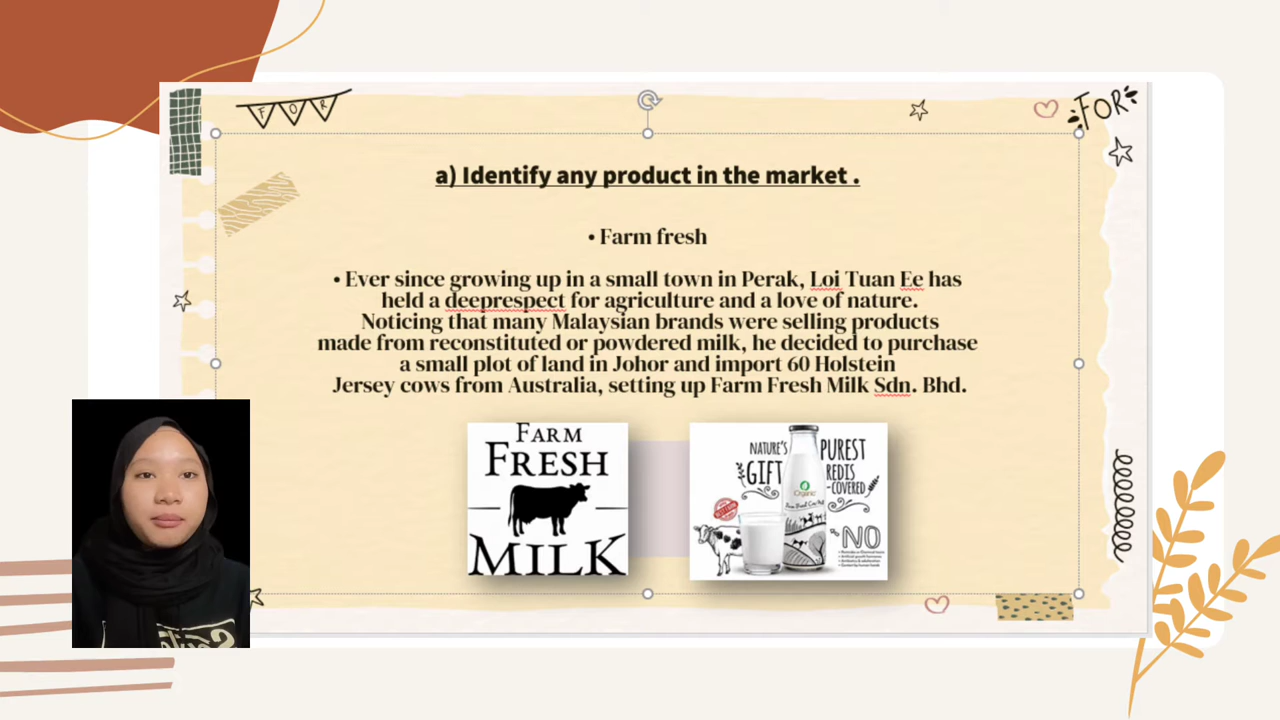 F O R
FOR
a) Identify any product in the market .
• Farm fresh
• Ever since growing up in a small town in Perak, Loi Tuan Ee has
held a deeprespect for agriculture and a love of nature.
Noticing that many Malaysian brands were selling products
made from reconstituted or powdered milk, he decided to purchase
a small plot of land in Johor and import 60 Holstein
Jersey cows from Australia, setting up Farm Fresh Milk Sdn. Bhd.
FARM
FRESH
MILK
NATURE'S
GIFT
PUREST
REDIS
-COVERED
Organic
NO